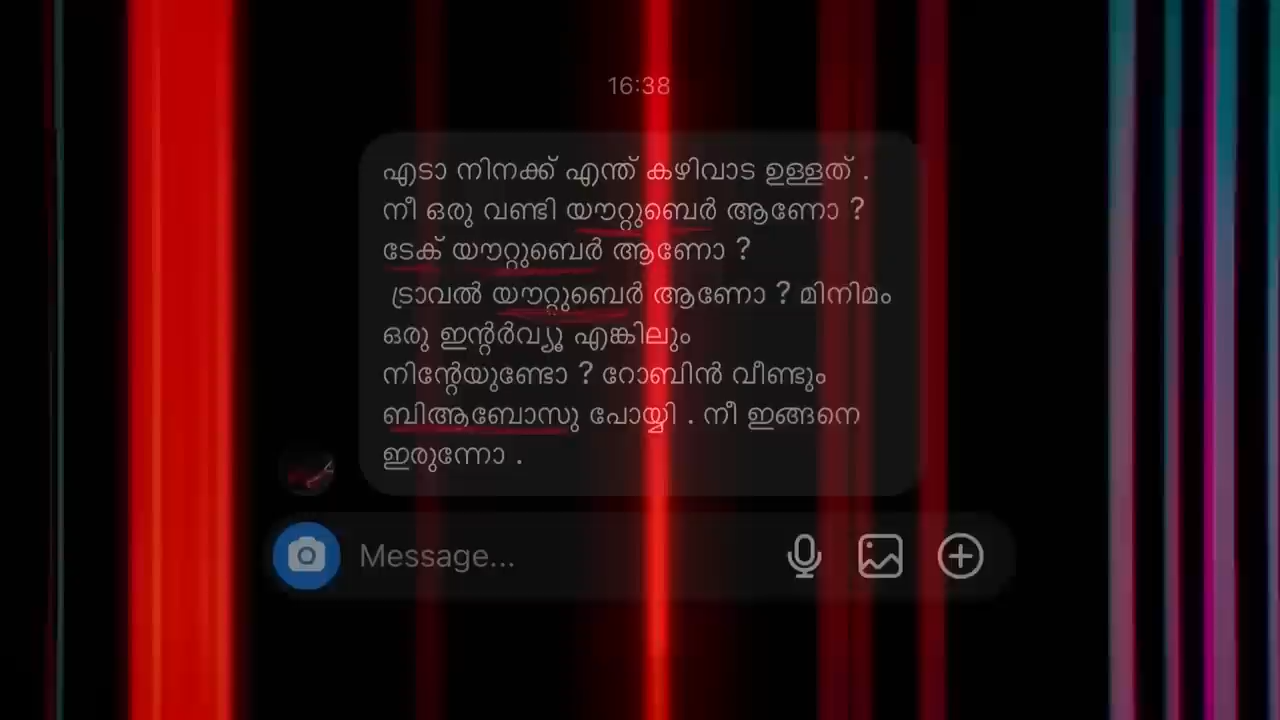 16:38
എടാ നിനക്ക് എന്ത് കഴിവാട ഉള്ളത് .
നീ ഒരു വണ്ടി യൗറ്റുബെർ ആണോ ?
ടേക് യൗറ്റുബെർ ആണോ ?
ട്രാവൽ യൗറ്റുബെർ ആണോ ? മിനിമം
ഒരു ഇന്റർവ്യൂ എങ്കിലും
നിന്റേയുണ്ടോ ? റോബിൻ വീണ്ടും
ബിആബോസു പോയ്യി . നീ ഇങ്ങനെ
ഇരുന്നോ .
Message...